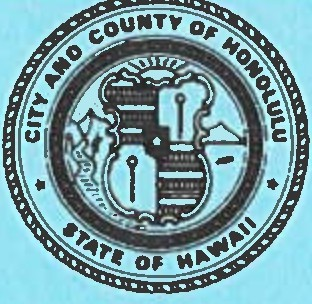 CITY AND COUNTY OF HONOLULU
STATE OF HAWAII